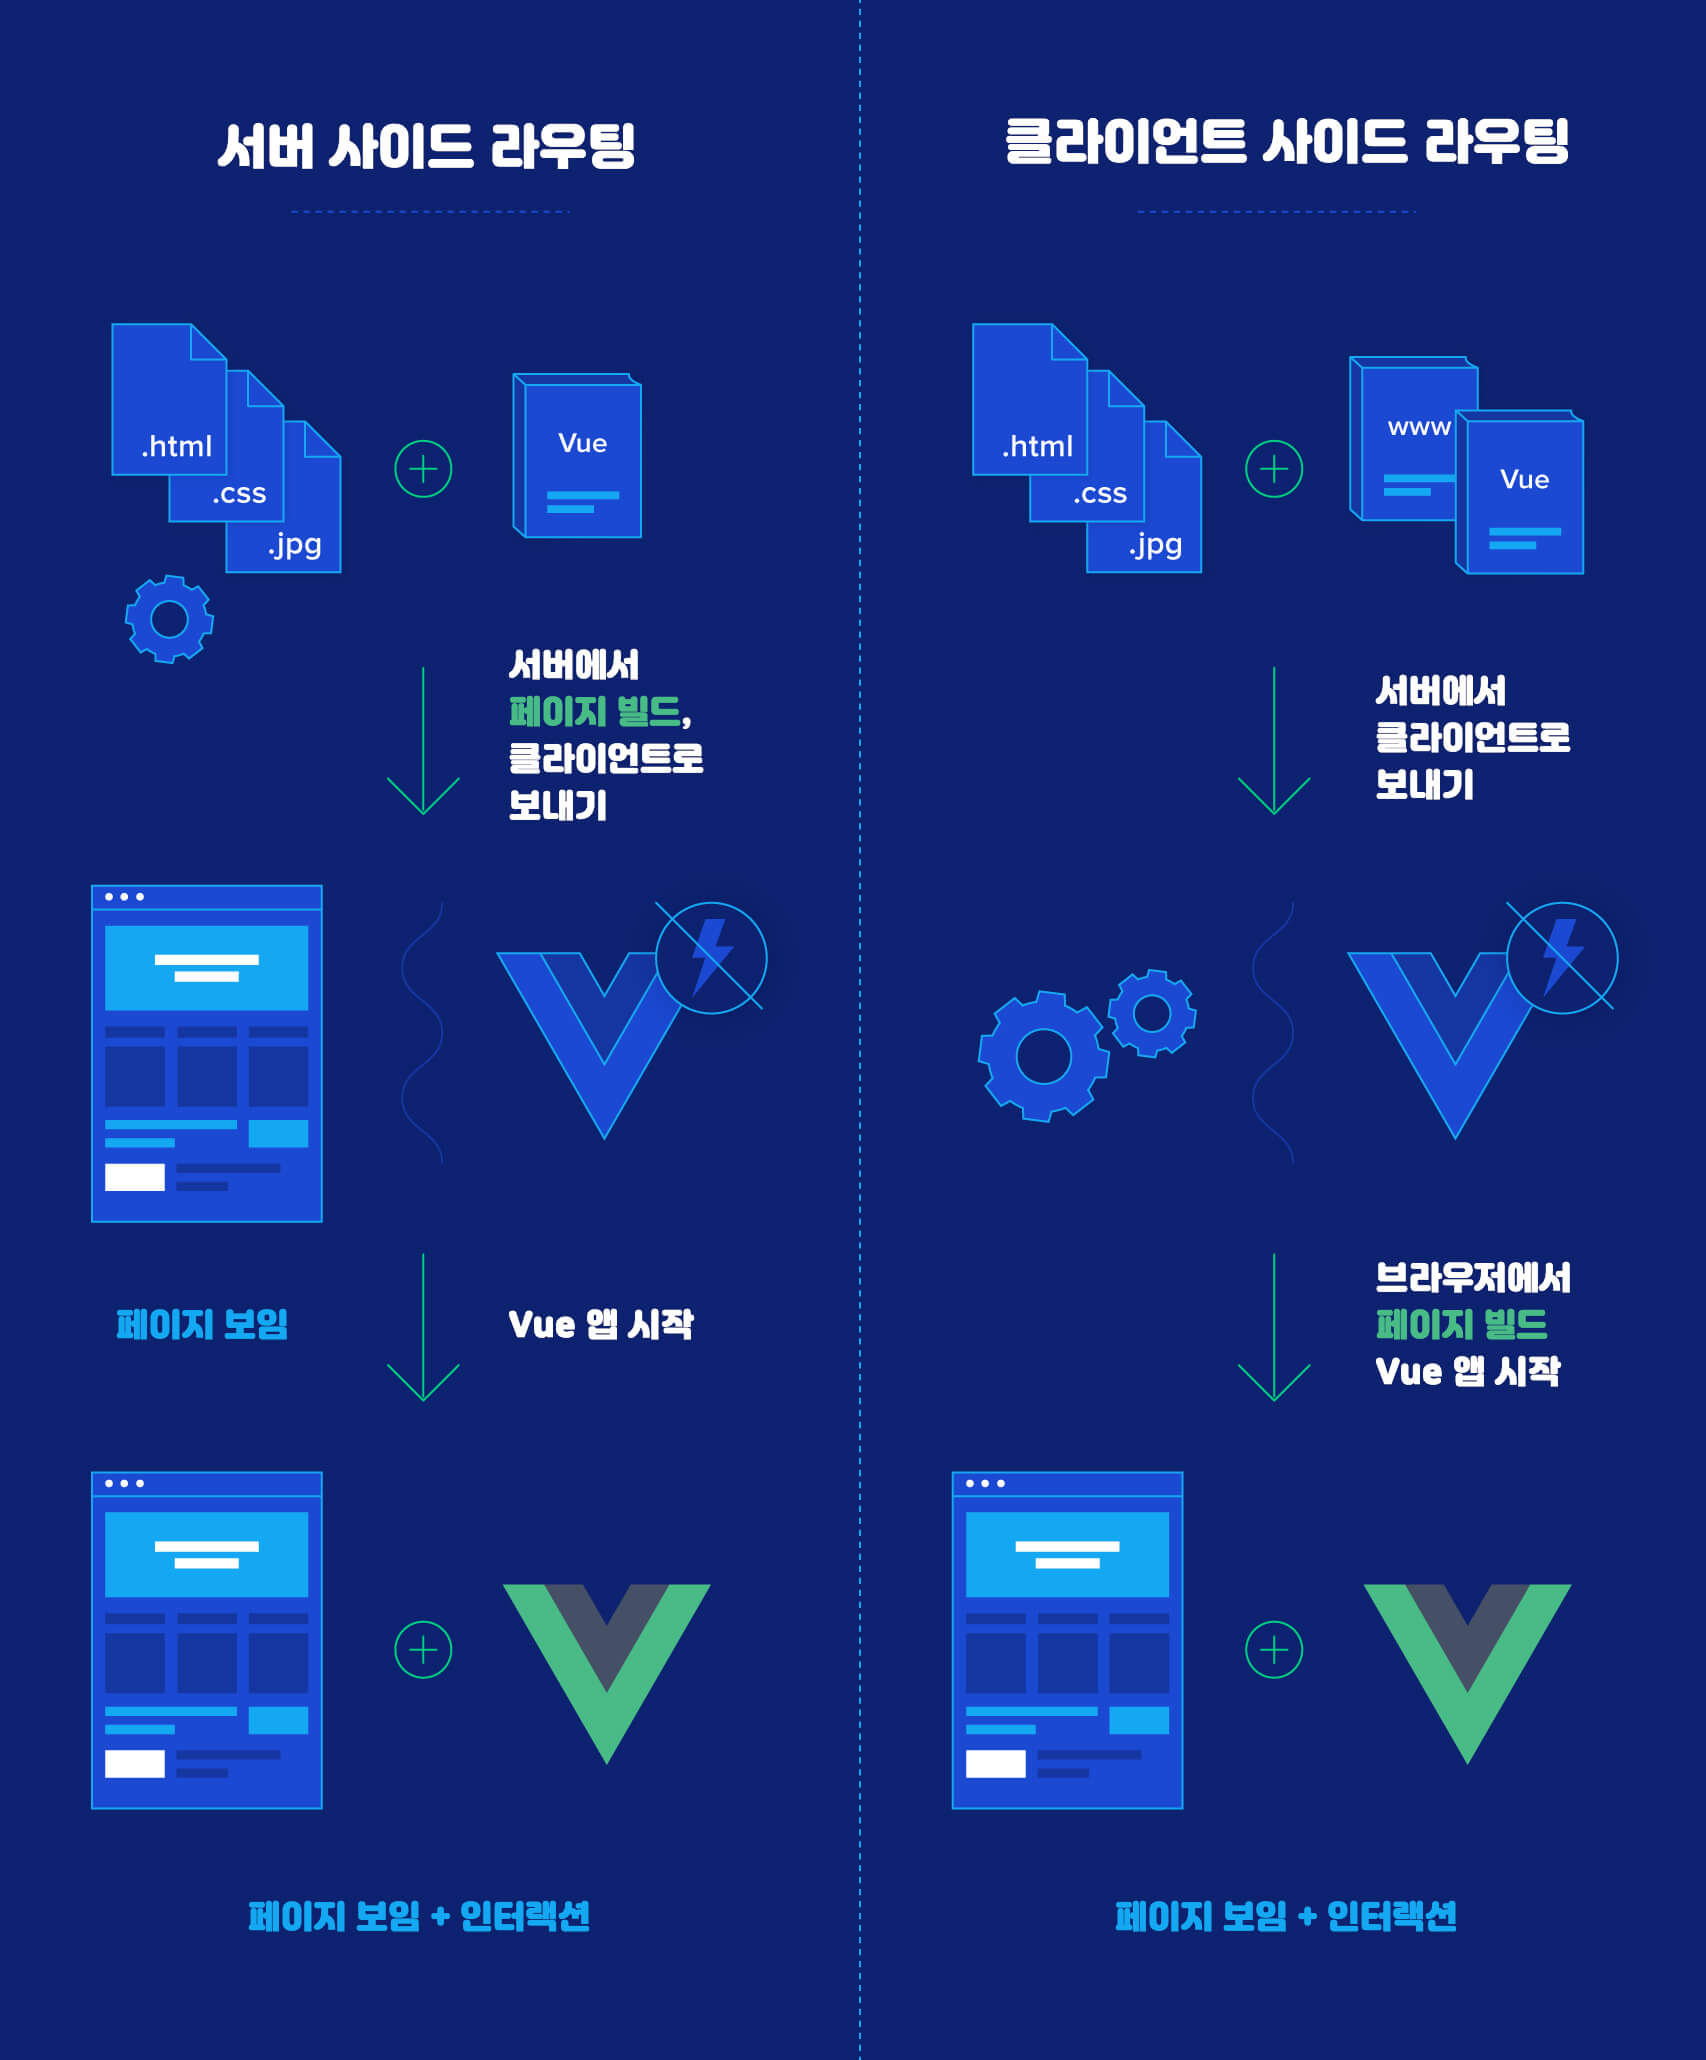 서버 사이드 라우팅
.html
.css
.jpg
Vue
서버에서
페이지 빌드,
클라이언트로
보내기
페이지 보임
Vue 앱 시작
페이지 보임 + 인터랙션
클라이언트 사이드 라우팅
.html
.css
.jpg
www
Vue
서버에서
클라이언트로
보내기
브라우저에서
페이지 빌드
Vue 앱 시작
페이지 보임 + 인터랙션